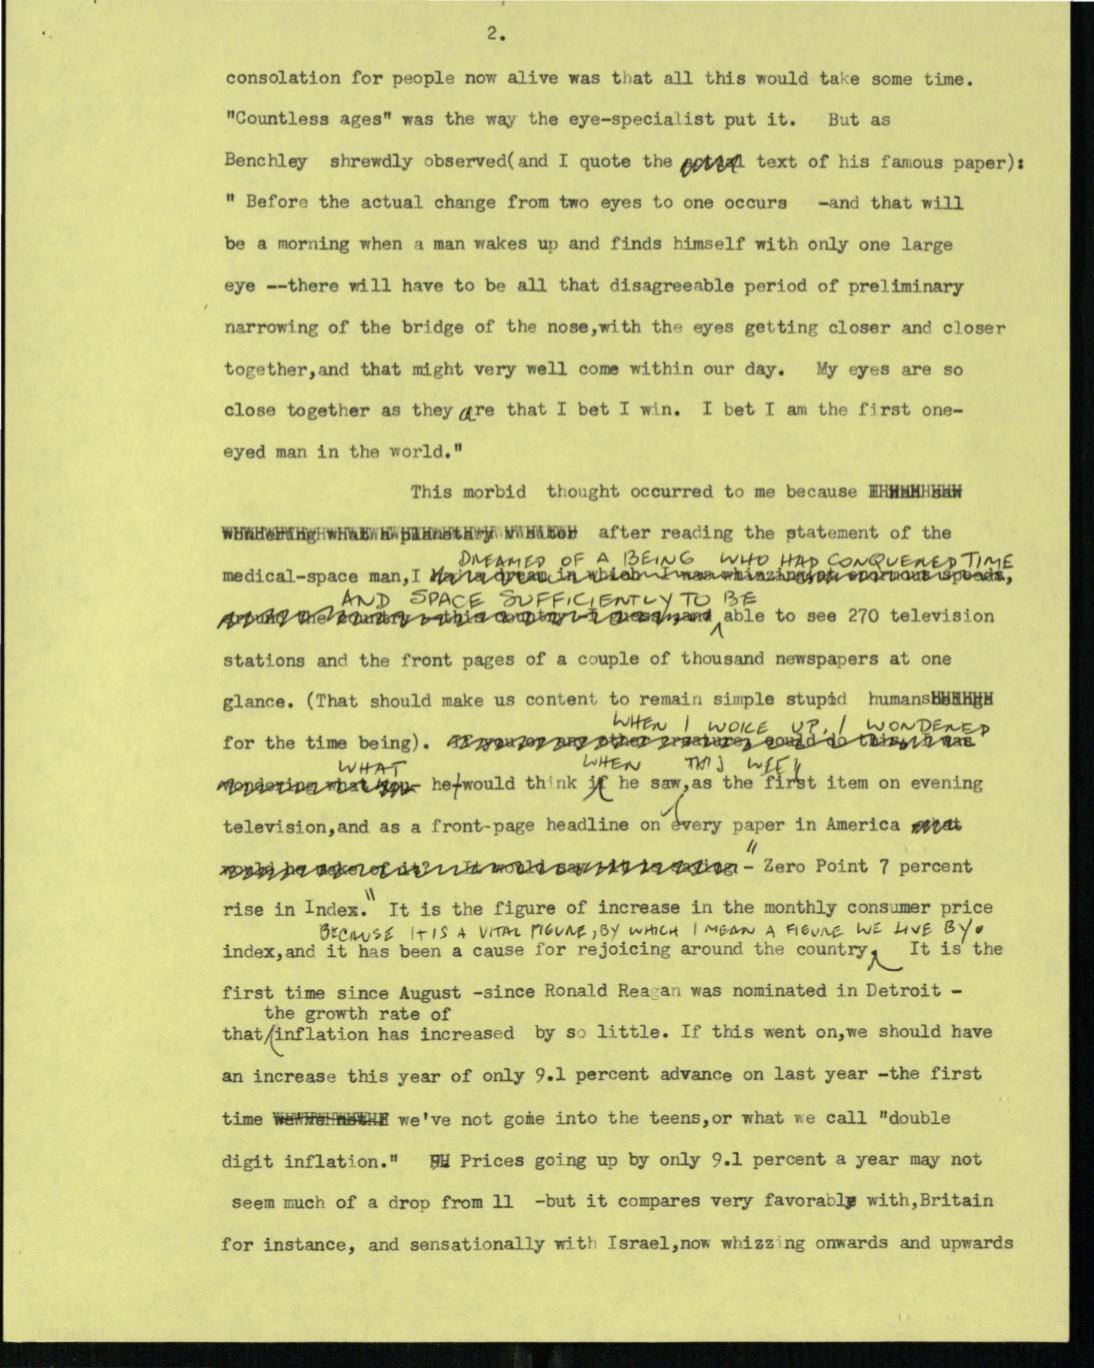 2.
consolation for people now alive was that all this would take some time.
"Countless ages" was the way the eye-specialist put it. But as
Benchley shrewdly observed(and I quote the text of his famous paper):
" Before the actual change from two eyes to one occurs -and that will
be a morning when a man wakes up and finds himself with only one large
eye --there will have to be all that disagreeable period of preliminary
narrowing of the bridge of the nose,with the eyes getting closer and closer
together,and that might very well come within our day. My eyes are so
close together as they are that I bet I win. I bet I am the first one-
eyed man in the world."
This morbid thought occurred to me because
after reading the statement of the
DREAMED OF A BEING WHO HAD CONQUERED TIME
medical-space man,I
AND SPACE SUFFICIENTLY TO BE
able to see 270 television
stations and the front pages of a couple of thousand newspapers at one
glance. (That should make us content to remain simple stupid humans
WHEN I WOKE UP, I WONDERED
for the time being).
WHAT WHEN THIS WEEK
he would think he saw,as the first item on evening
television,and as a front-page headline on every paper in America
"- Zero Point 7 percent
rise in Index." It is the figure of increase in the monthly consumer price
BECAUSE IT IS A VITAL FIGURE, BY WHICH I MEAN A FIGURE WE LIVE BY.
index,and it has been a cause for rejoicing around the country It is the
first time since August -since Ronald Reagan was nominated in Detroit -
the growth rate of
that/inflation has increased by so little. If this went on,we should have
an increase this year of only 9.1 percent advance on last year -the first
time we've not gone into the teens,or what we call "double
digit inflation." Prices going up by only 9.1 percent a year may not
seem much of a drop from 11 -but it compares very favorably with,Britain
for instance, and sensationally with Israel,now whizzing onwards and upwards